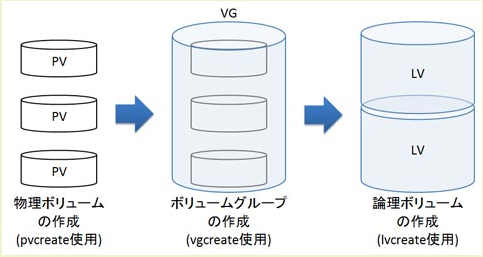 VG
PV
PV
PV
LV
LV
物理ボリューム
の作成
(pvcreate使用)
ボリュームグループ
の作成
(vgcreate使用)
論理ボリューム
の作成
(lvcreate使用)